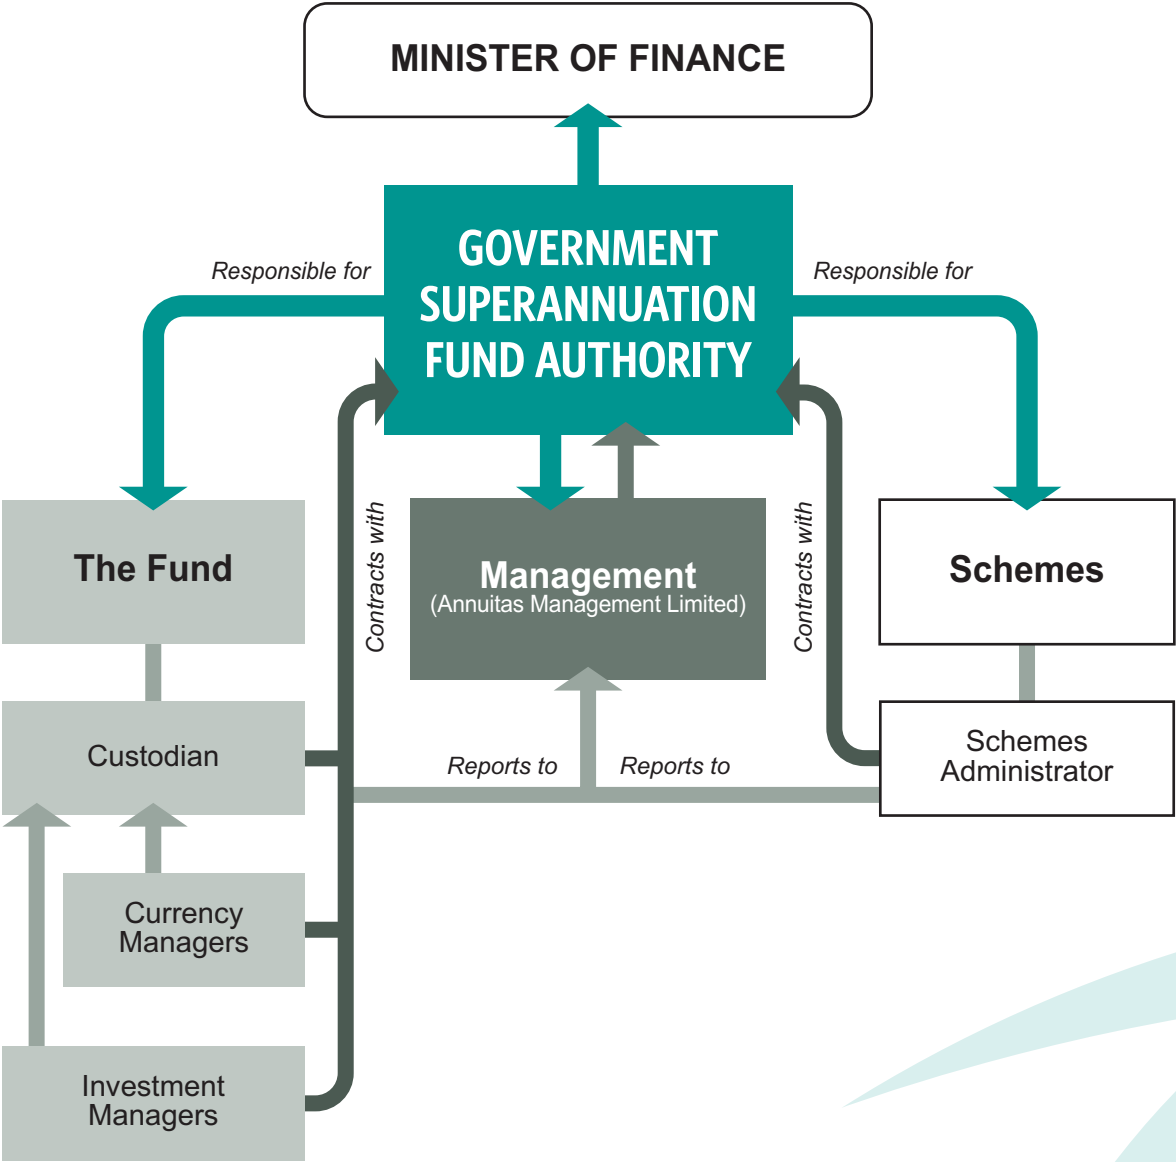 MINISTER OF FINANCE
GOVERNMENT
SUPERANNUATION
FUND AUTHORITY
Responsible for
Responsible for
The Fund
Contracts with
Management
(Annuitas Management Limited)
Contracts with
Schemes
Custodian
Reports to
Reports to
Schemes
Administrator
Currency
Managers
Investment
Managers